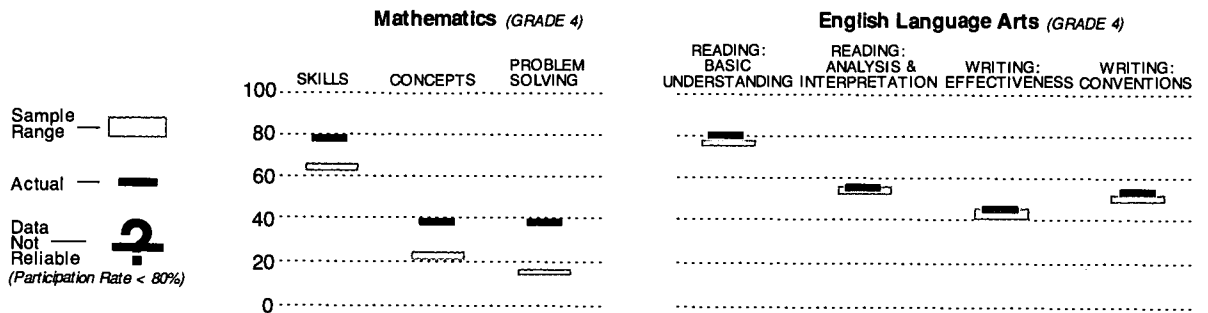 Mathematics (GRADE 4)
English Language Arts (GRADE 4)
SKILLS
CONCEPTS
PROBLEM
SOLVING
READING:
BASIC
UNDERSTANDING
READING:
ANALYSIS &
INTERPRETATION
WRITING:
EFFECTIVENESS
WRITING:
CONVENTIONS
100
80
60
40
20
0
Sample
Range
Actual
Data
Not
Reliable
?
(Participation Rate < 80%)